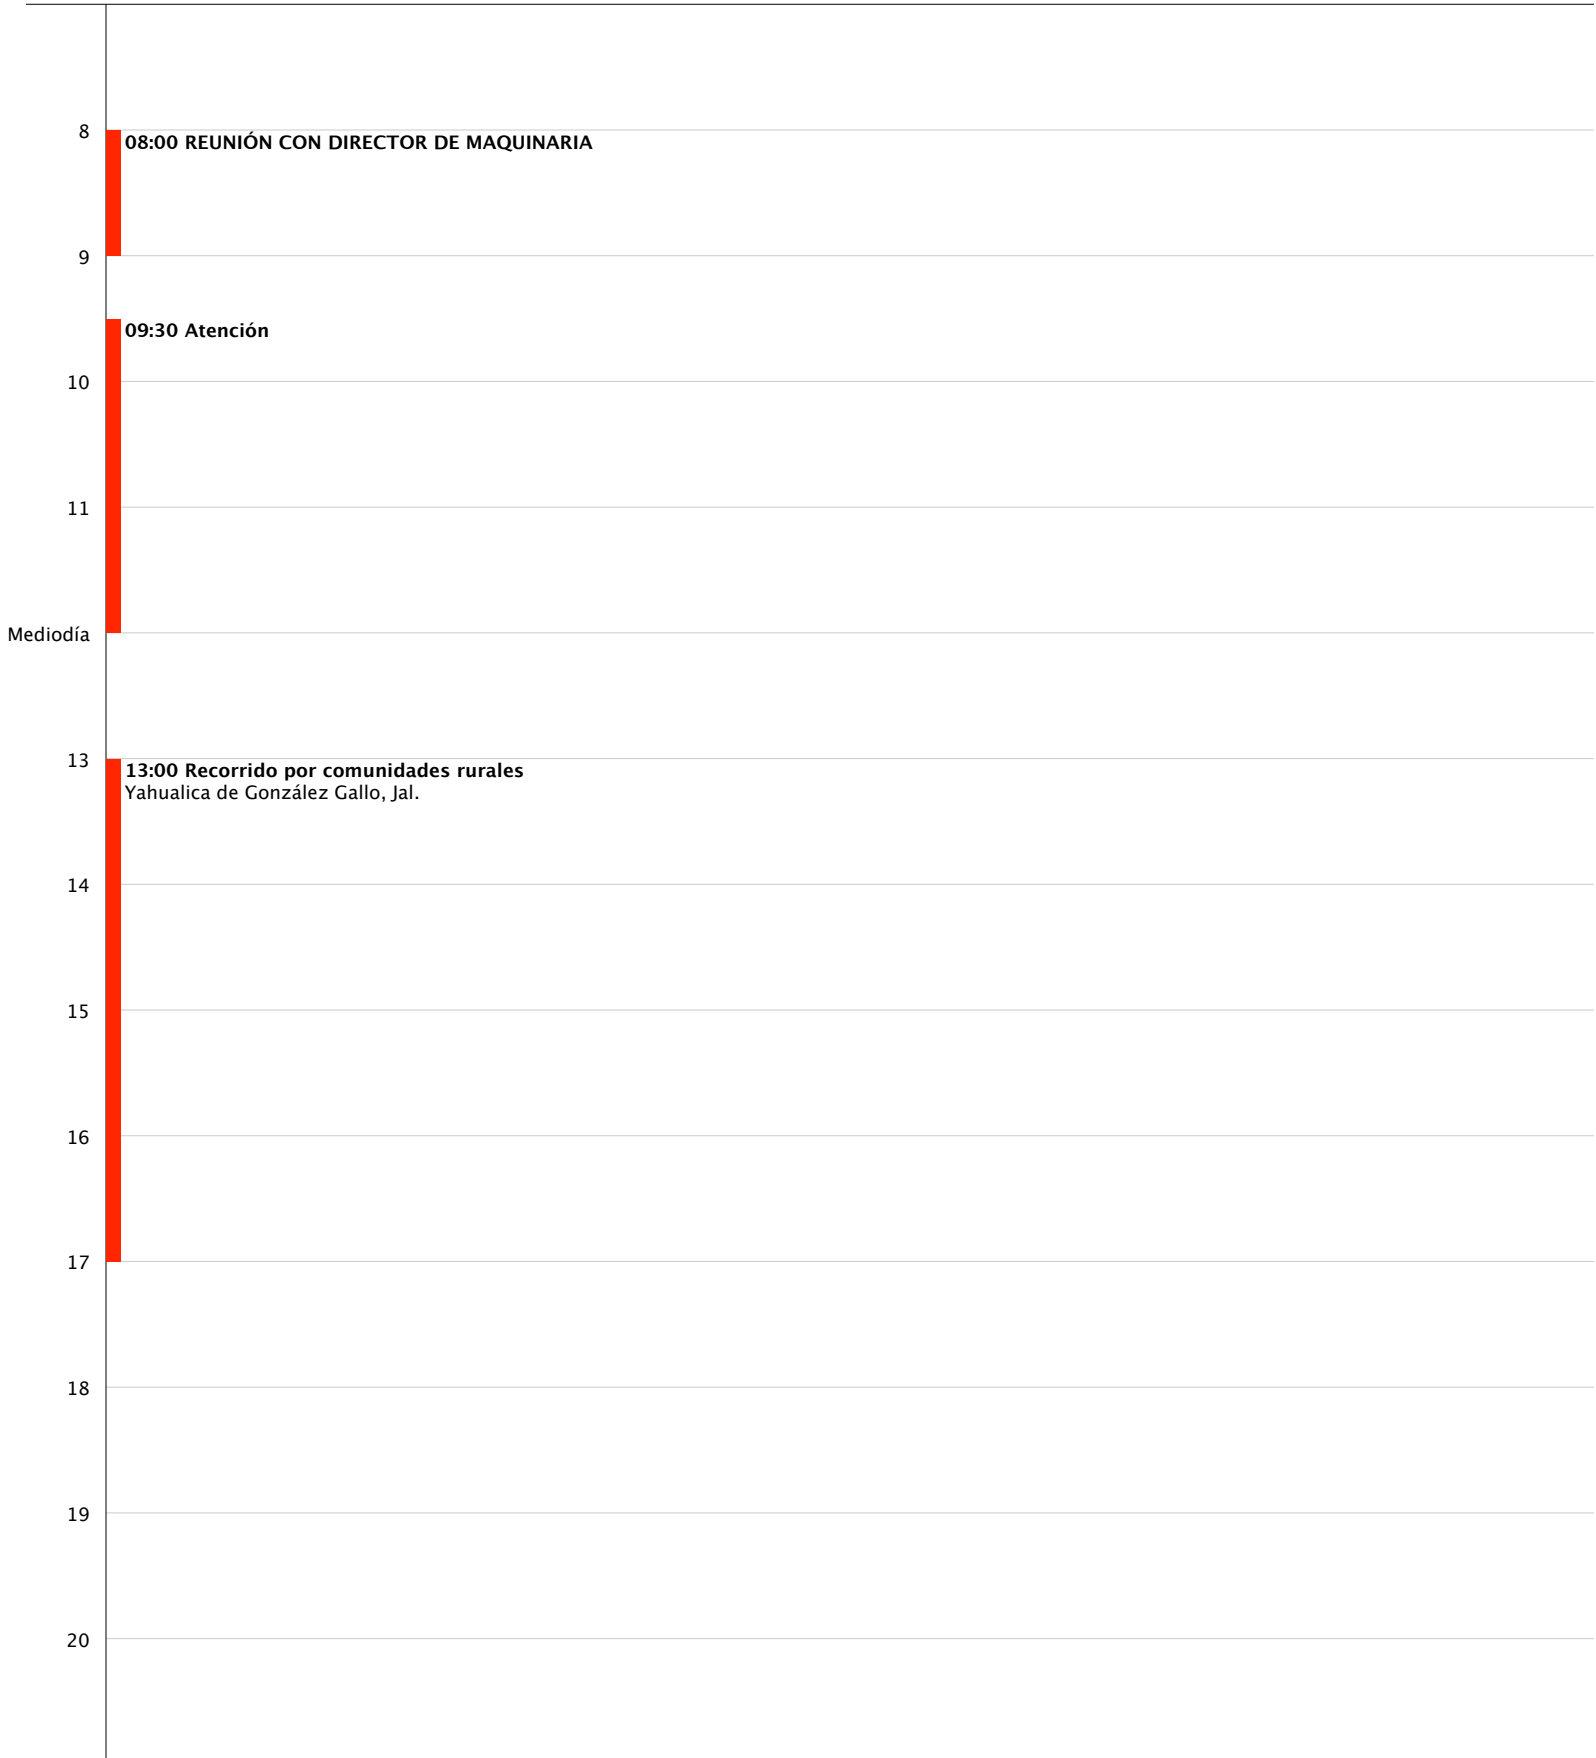 8
08:00 REUNIÓN CON DIRECTOR DE MAQUINARIA
9
09:30 Atención
10
11
Mediodía
13
13:00 Recorrido por comunidades rurales
Yahualica de González Gallo, Jal.
14
15
16
17
18
19
20